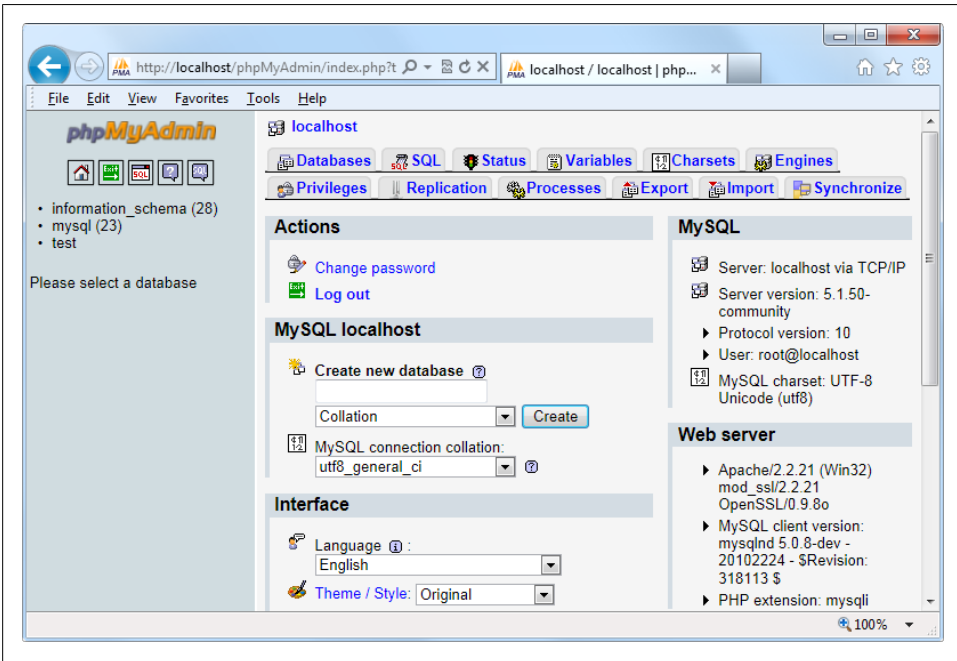 PMA http://localhost/phpMyAdmin/index.php?t
PMA localhost / localhost | php...
File Edit View Favorites Tools Help
phpMyAdmin
Exit
SQL
information_schema (28)
mysql (23)
test
Please select a database
localhost
Databases SQL Status Variables Charsets Engines
Privileges Replication Processes Export Import Synchronize
Actions
Change password
Log out
MySQL localhost
Create new database
Collation Create
MySQL connection collation:
utf8_general_ci
Interface
Language :
English
Theme / Style: Original
MySQL
Server: localhost via TCP/IP
Server version: 5.1.50-
community
Protocol version: 10
User: root@localhost
MySQL charset: UTF-8
Unicode (utf8)
Web server
Apache/2.2.21 (Win32)
mod_ssl/2.2.21
OpenSSL/0.9.8o
MySQL client version:
mysqlnd 5.0.8-dev -
20102224 - $Revision:
318113 $
PHP extension: mysqli
100%